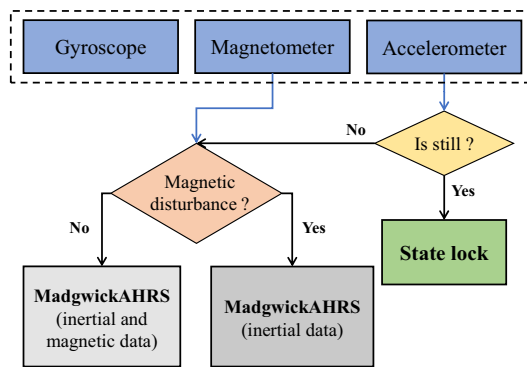 Gyroscope
Magnetometer
Accelerometer
No
Is still ?
Magnetic
disturbance ?
Yes
No
Yes
State lock
MadgwickAHRS
(inertial and
magnetic data)
MadgwickAHRS
(inertial data)